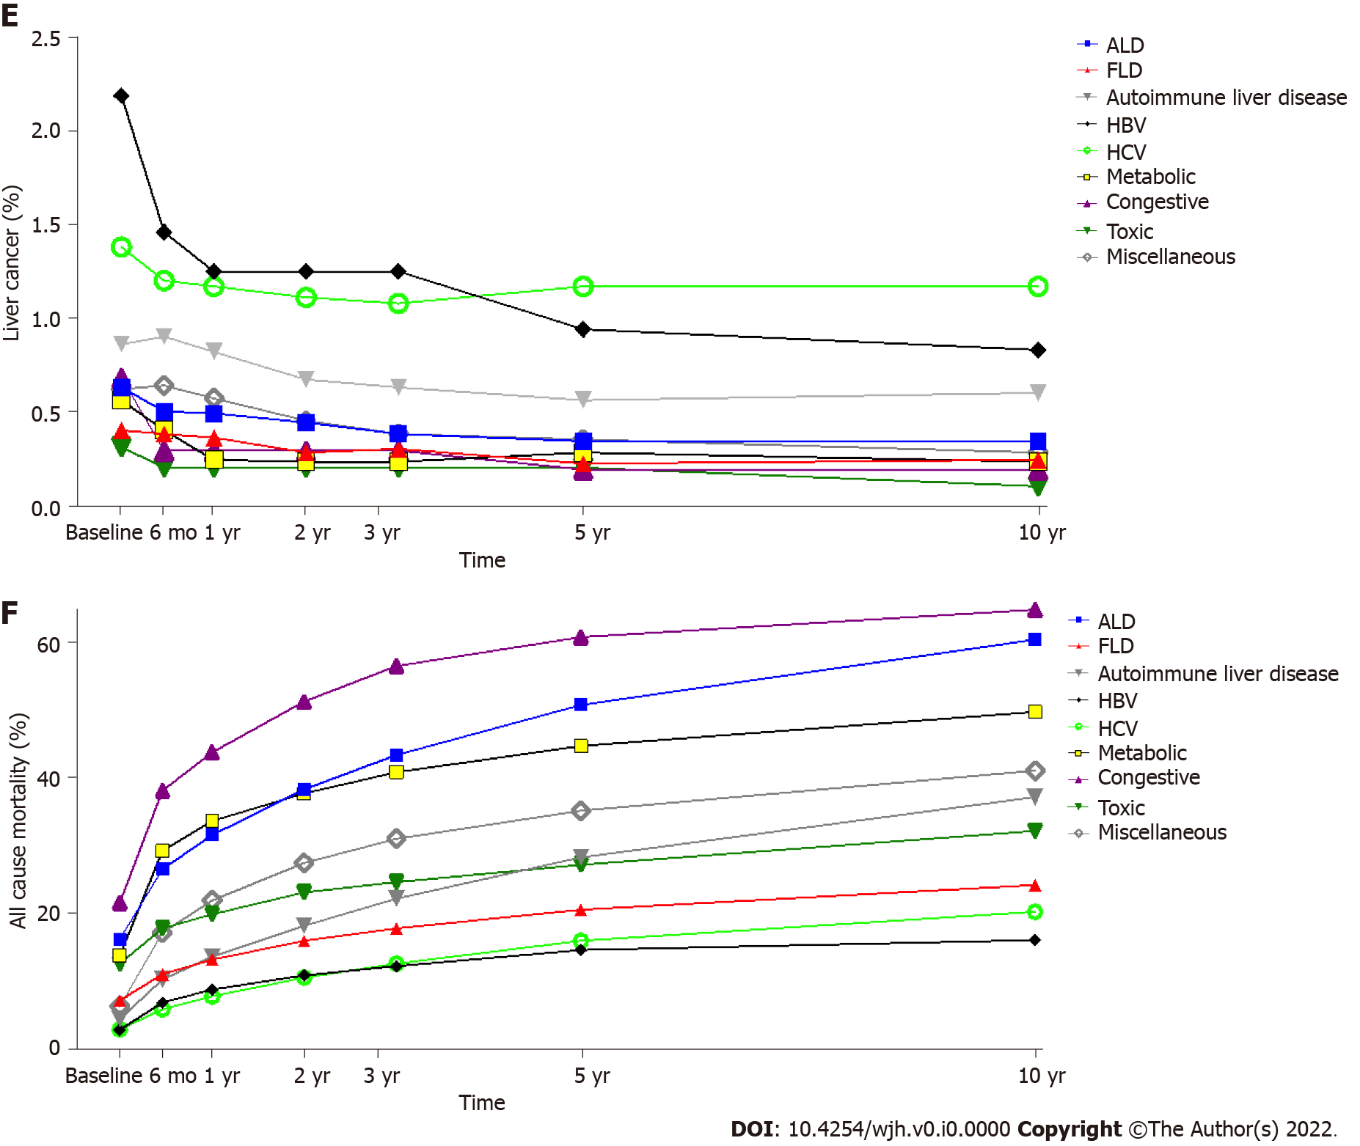 E
2.5
2.0
1.5
1.0
0.5
0.0
Liver cancer (%)
Baseline 6 mo 1 yr 2 yr 3 yr 5 yr 10 yr
Time
ALD
FLD
Autoimmune liver disease
HBV
HCV
Metabolic
Congestive
Toxic
Miscellaneous
F
60
40
20
0
All cause mortality (%)
Baseline 6 mo 1 yr 2 yr 3 yr 5 yr 10 yr
Time
ALD
FLD
Autoimmune liver disease
HBV
HCV
Metabolic
Congestive
Toxic
Miscellaneous
DOI: 10.4254/wjh.v0.i0.0000 Copyright ©The Author(s) 2022.